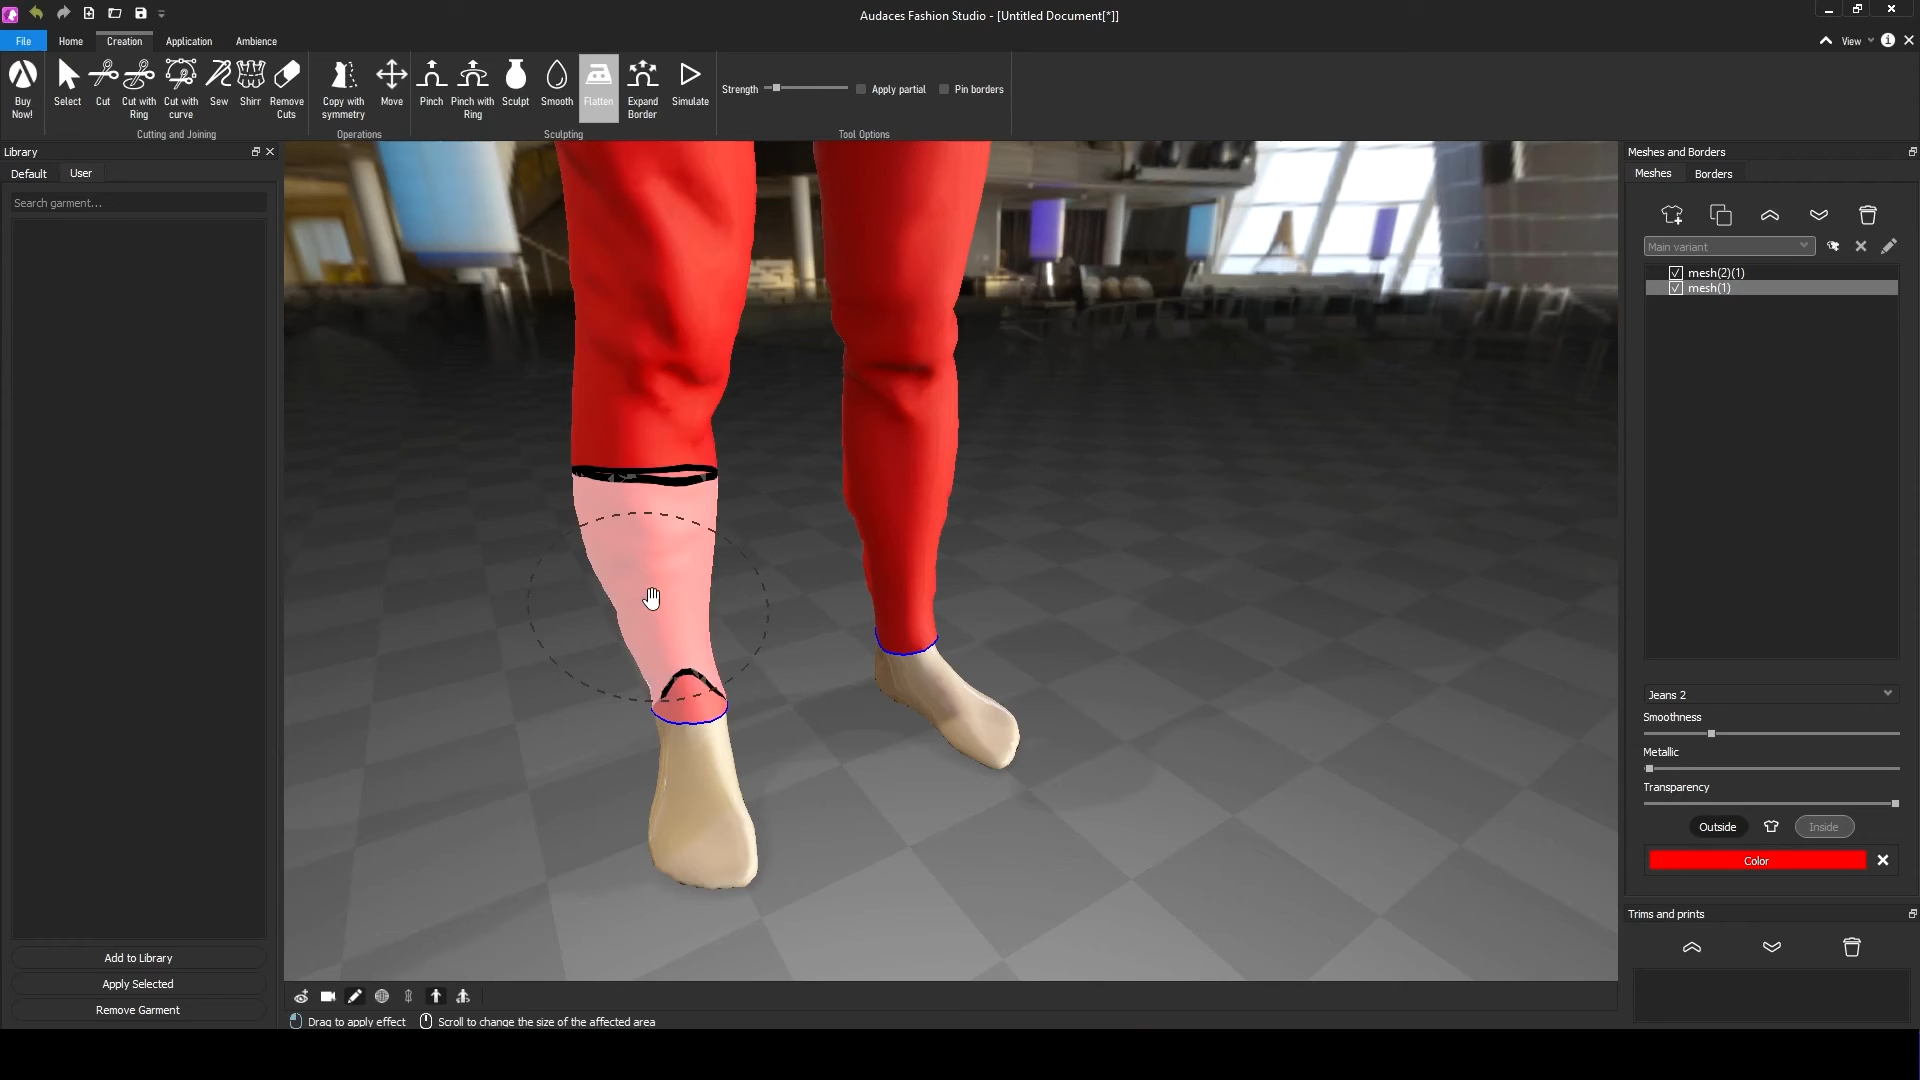 Audaces Fashion Studio - [Untitled Document[*]]
File
Home
Creation
Application
Ambience
View
Buy Now!
Select
Cut
Cut with Ring
Cut with curve
Sew
Shirr
Remove Cuts
Copy with symmetry
Move
Pinch
Pinch with Ring
Sculpt
Smooth
Flatten
Expand Border
Simulate
Strength
Apply partial
Pin borders
Cutting and Joining
Operations
Sculpting
Tool Options
Library
Default
User
Search garment...
Add to Library
Apply Selected
Remove Garment
Drag to apply effect
Scroll to change the size of the affected area
Meshes and Borders
Meshes
Borders
Main variant
mesh(2)(1)
mesh(1)
Jeans 2
Smoothness
Metallic
Transparency
Outside
Inside
Color
Trims and prints